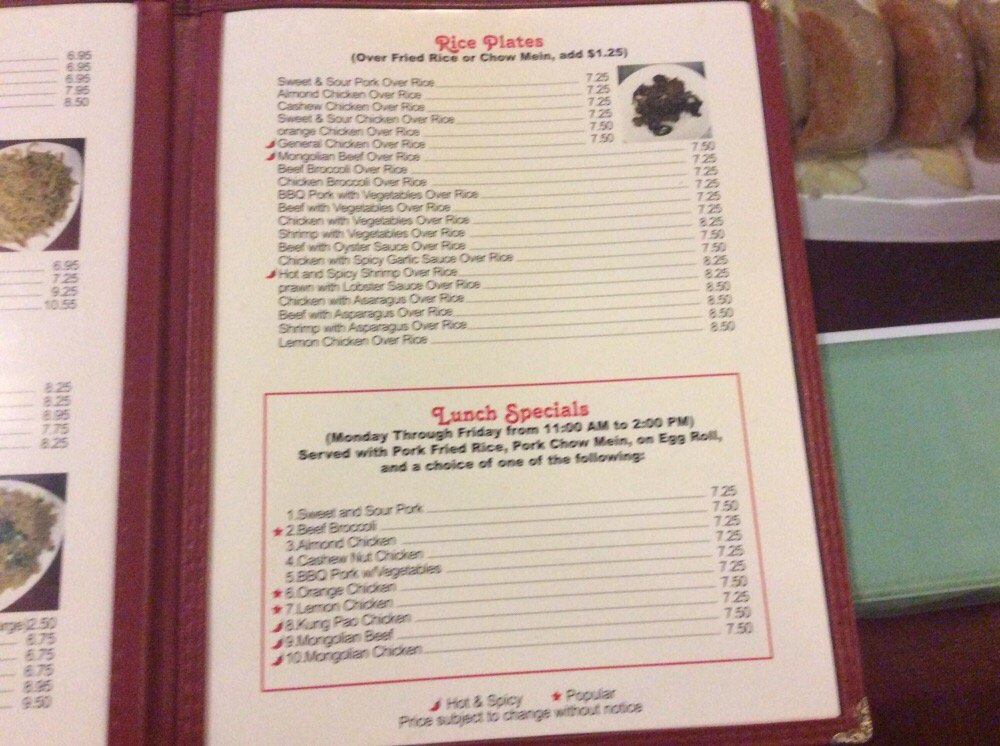 6.95
6.95
6.95
7.95
8.50
6.95
7.25
9.25
10.55
8.25
8.25
8.95
7.75
8.25
2.50
6.75
6.75
6.75
8.95
9.50
Rice Plates
(Over Fried Rice or Chow Mein, add $1.25)
Sweet & Sour Pork Over Rice 7.25
Almond Chicken Over Rice 7.25
Cashew Chicken Over Rice 7.25
Sweet & Sour Chicken Over Rice 7.25
orange Chicken Over Rice 7.50
General Chicken Over Rice 7.50
Mongolian Beef Over Rice 7.50
Beef Broccoli Over Rice 7.25
Chicken Broccoli Over Rice 7.25
BBQ Pork with Vegetables Over Rice 7.25
Beef with Vegetables Over Rice 7.25
Chicken with Vegetables Over Rice 7.25
Shrimp with Vegetables Over Rice 8.25
Beef with Oyster Sauce Over Rice 7.50
Chicken with Spicy Garlic Sauce Over Rice 7.50
Hot and Spicy Shrimp Over Rice 8.25
prawn with Lobster Sauce Over Rice 8.25
Chicken with Asaragus Over Rice 8.50
Beef with Asparagus Over Rice 8.50
Shrimp with Asparagus Over Rice 8.50
Lemon Chicken Over Rice 8.50
Lunch Specials
(Monday Through Friday from 11:00 AM to 2:00 PM)
Served with Pork Fried Rice, Pork Chow Mein, on Egg Roll,
and a choice of one of the following:
1.Sweet and Sour Pork 7.25
2.Beef Broccoli 7.50
3.Almond Chicken 7.25
4.Cashew Nut Chicken 7.25
5.BBQ Pork w/Vegetables 7.25
6.Orange Chicken 7.25
7.Lemon Chicken 7.50
8.Kung Pao Chicken 7.25
9.Mongolian Beef 7.50
10.Mongolian Chicken 7.50
Hot & Spicy Popular
Price subject to change without notice